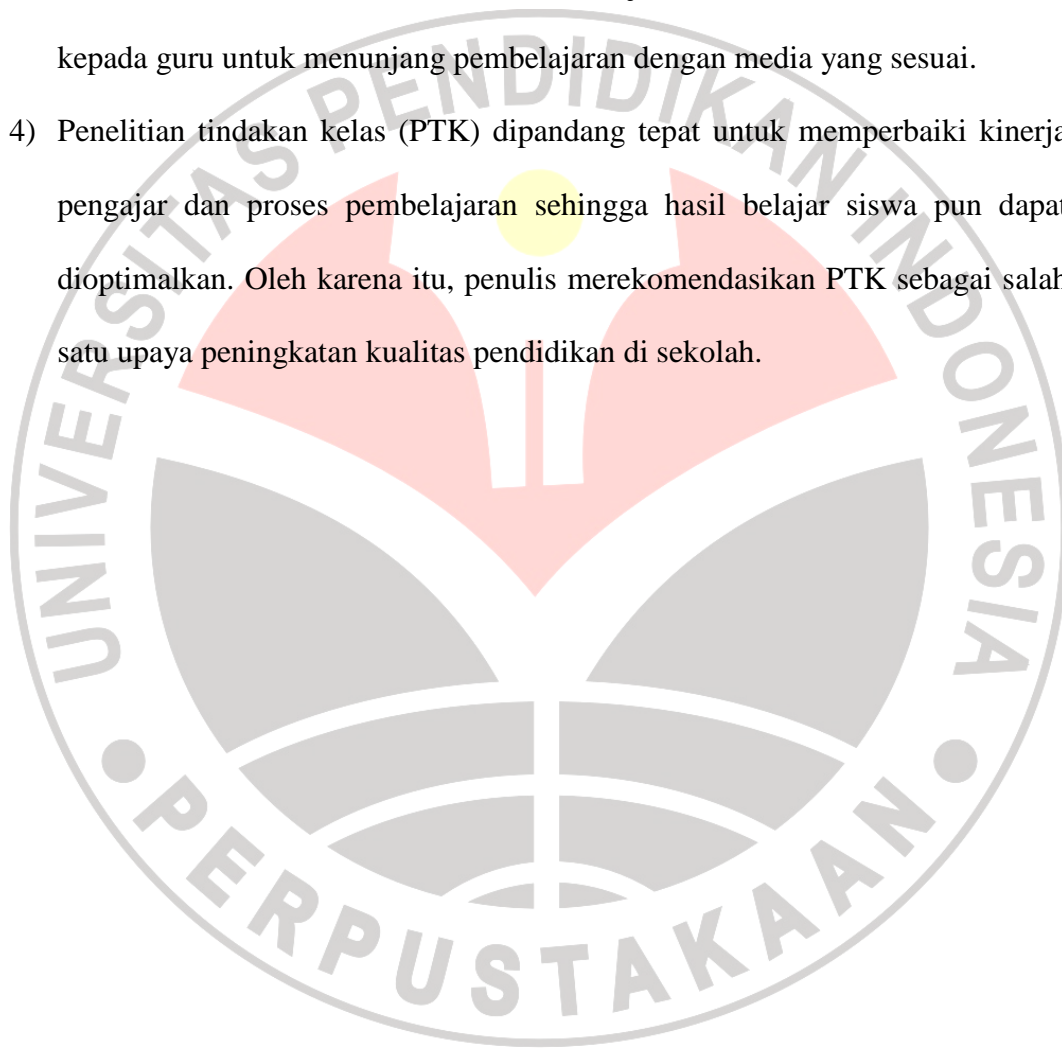 kepada guru untuk menunjang pembelajaran dengan media yang sesuai.
4) Penelitian tindakan kelas (PTK) dipandang tepat untuk memperbaiki kinerja
pengajar dan proses pembelajaran sehingga hasil belajar siswa pun dapat
dioptimalkan. Oleh karena itu, penulis merekomendasikan PTK sebagai salah
satu upaya peningkatan kualitas pendidikan di sekolah.
UNIVERSITAS PENDIDIKAN INDONESIA
PERPUSTAKAAN